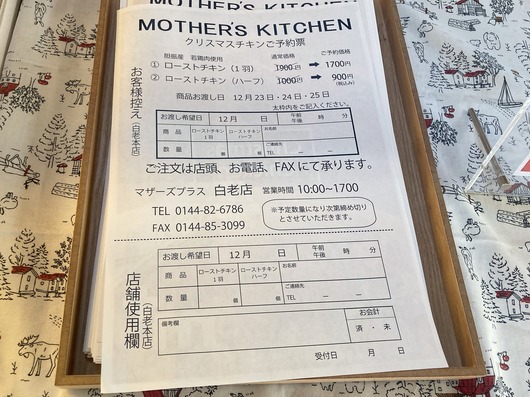 MOTHER'S KITCHEN
クリスマスチキンご予約票
胆振産 若鶏肉使用 通常価格 ご予約価格
① ローストチキン（1羽） 1900 ➡ 1700円
② ローストチキン（ハーフ） 1000 ➡ 900円
(税込み)
商品お渡し日 12月23日・24日・25日
太枠内をご記入ください。
お客様控え（白老本店）
お渡し希望日 12月 日 午前 午後 時 分
商品 ローストチキン 1羽 ローストチキン ハーフ お名前
数量 個 個 ご連絡先 TEL － －
ご注文は店頭、お電話、FAXにて承ります。
マザーズプラス 白老店 営業時間 10:00~1700
TEL 0144-82-6786
FAX 0144-85-3099
※予定数量になり次第締め切り
とさせていただきます。
店舗使用欄（白老本店）
お渡し希望日 12月 日 午前 午後 時 分
商品 ローストチキン 1羽 ローストチキン ハーフ お名前
数量 個 個 ご連絡先 TEL － －
備考欄 お会計
済・未
受付日 月 日